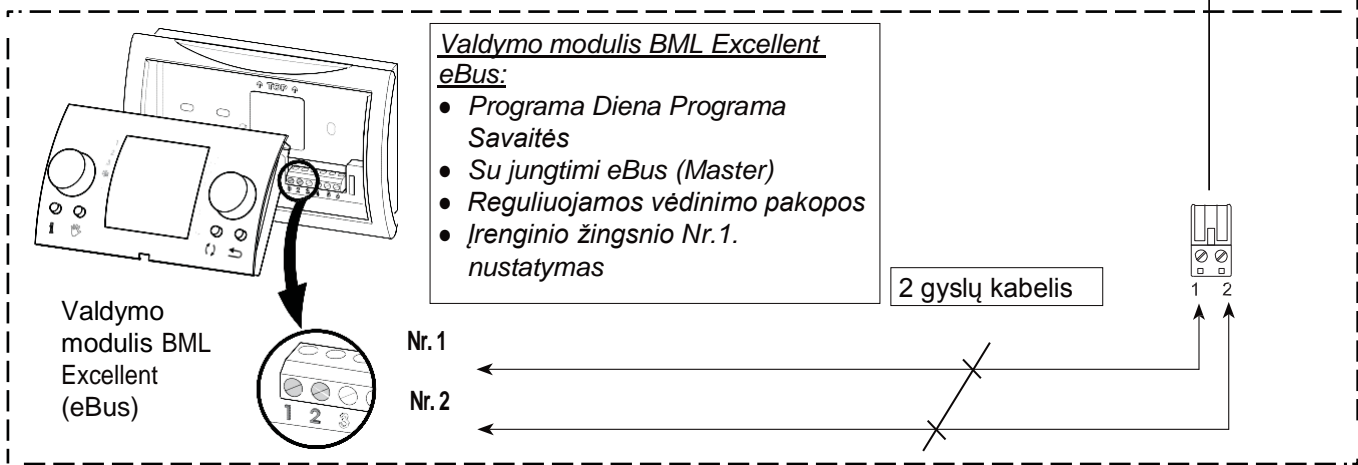 ↑ TOP ↑
Valdymo modulis BML Excellent
eBus:
● Programa Diena Programa
Savaitės
● Su jungtimi eBus (Master)
● Reguliuojamos vėdinimo pakopos
● Įrenginio žingsnio Nr.1.
nustatymas
2 gyslų kabelis
1 2
Valdymo
modulis BML
Excellent
(eBus)
1 2 3
Nr. 1
Nr. 2